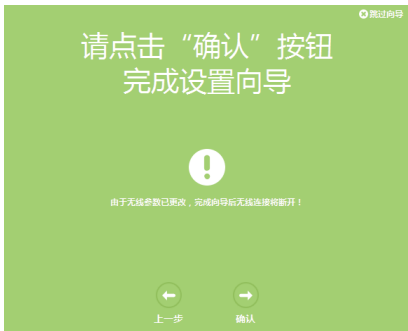 跳过向导
请点击“确认”按钮
完成设置向导
由于无线参数已更改，完成向导后无线连接将断开！
上一步
确认